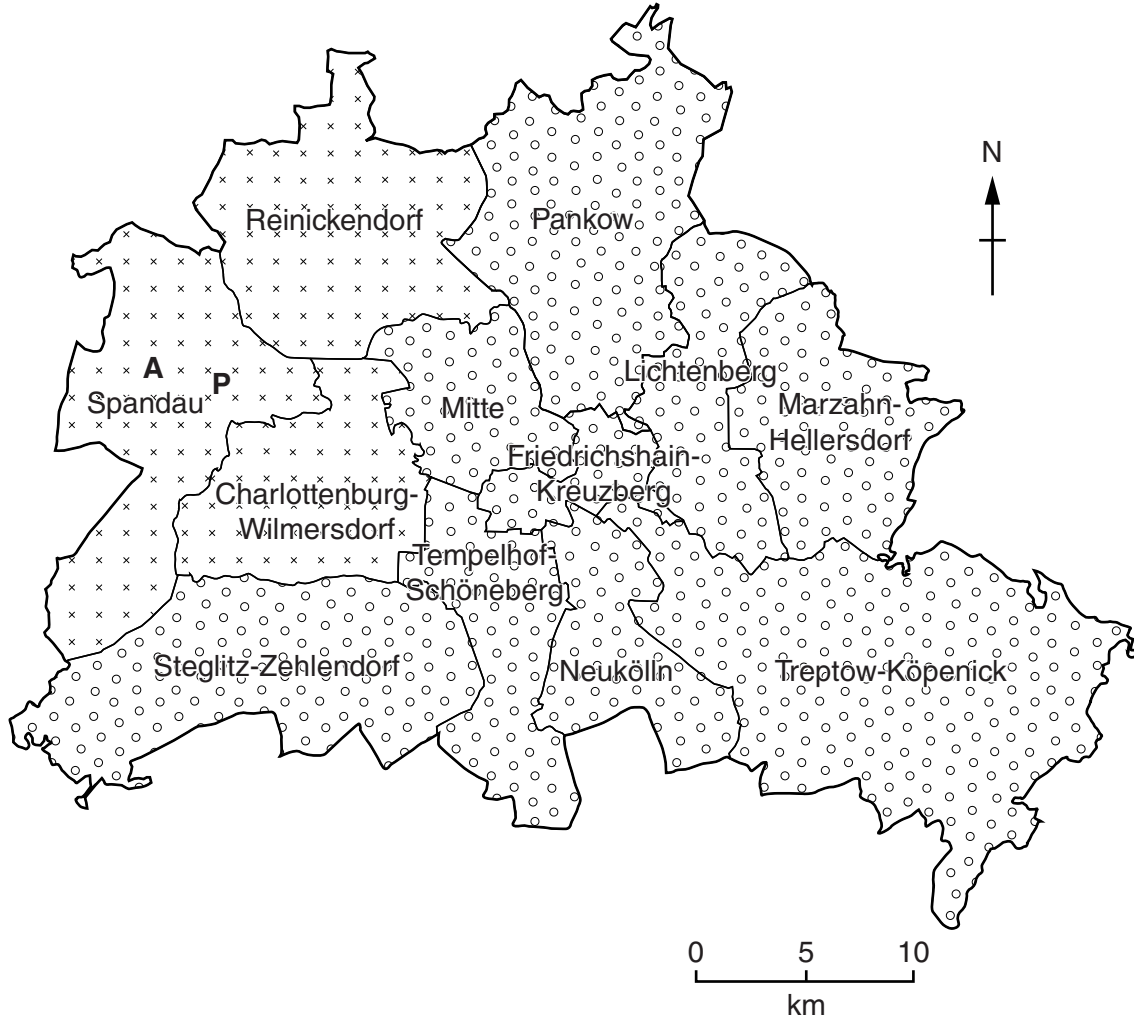 N
Reinickendorf
Pankow
A
P
Spandau
Lichtenberg
Mitte
Marzahn-
Hellersdorf
Friedrichshain-
Kreuzberg
Charlottenburg-
Wilmersdorf
Tempelhof-
Schöneberg
Steglitz-Zehlendorf
Neukölln
Treptow-Köpenick
0 5 10
km